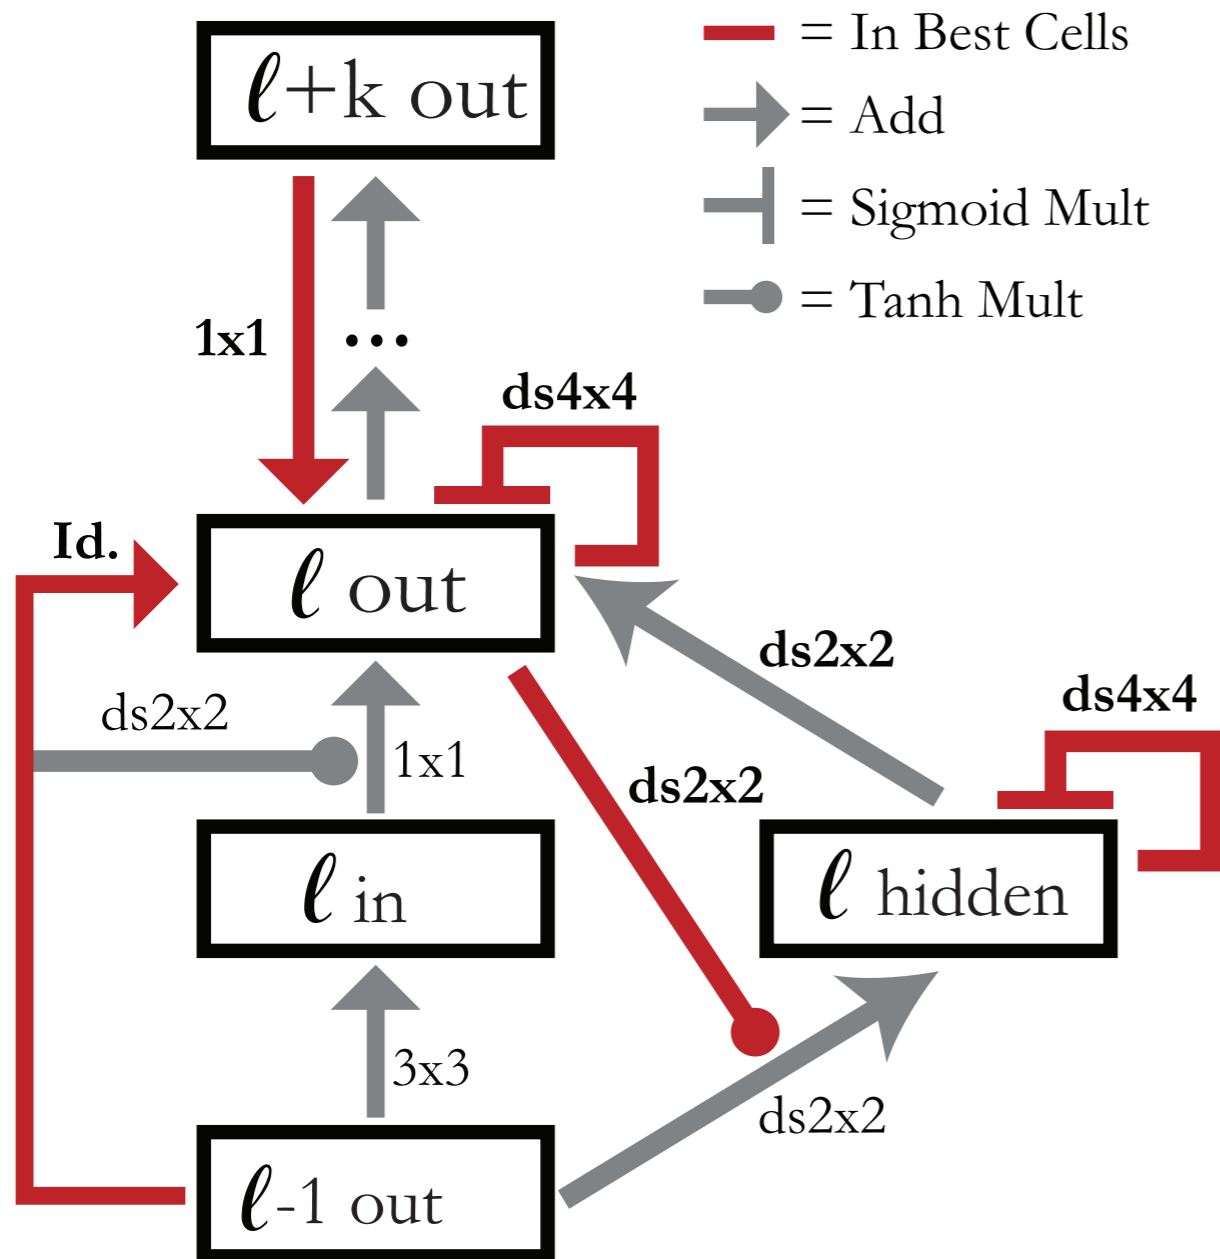 ℓ+k out
= In Best Cells
= Add
= Sigmoid Mult
= Tanh Mult
1x1
...
ds4x4
Id.
ℓ out
ds2x2
ds2x2
ds4x4
1x1
ds2x2
ℓ in
ℓ hidden
3x3
ds2x2
ℓ-1 out